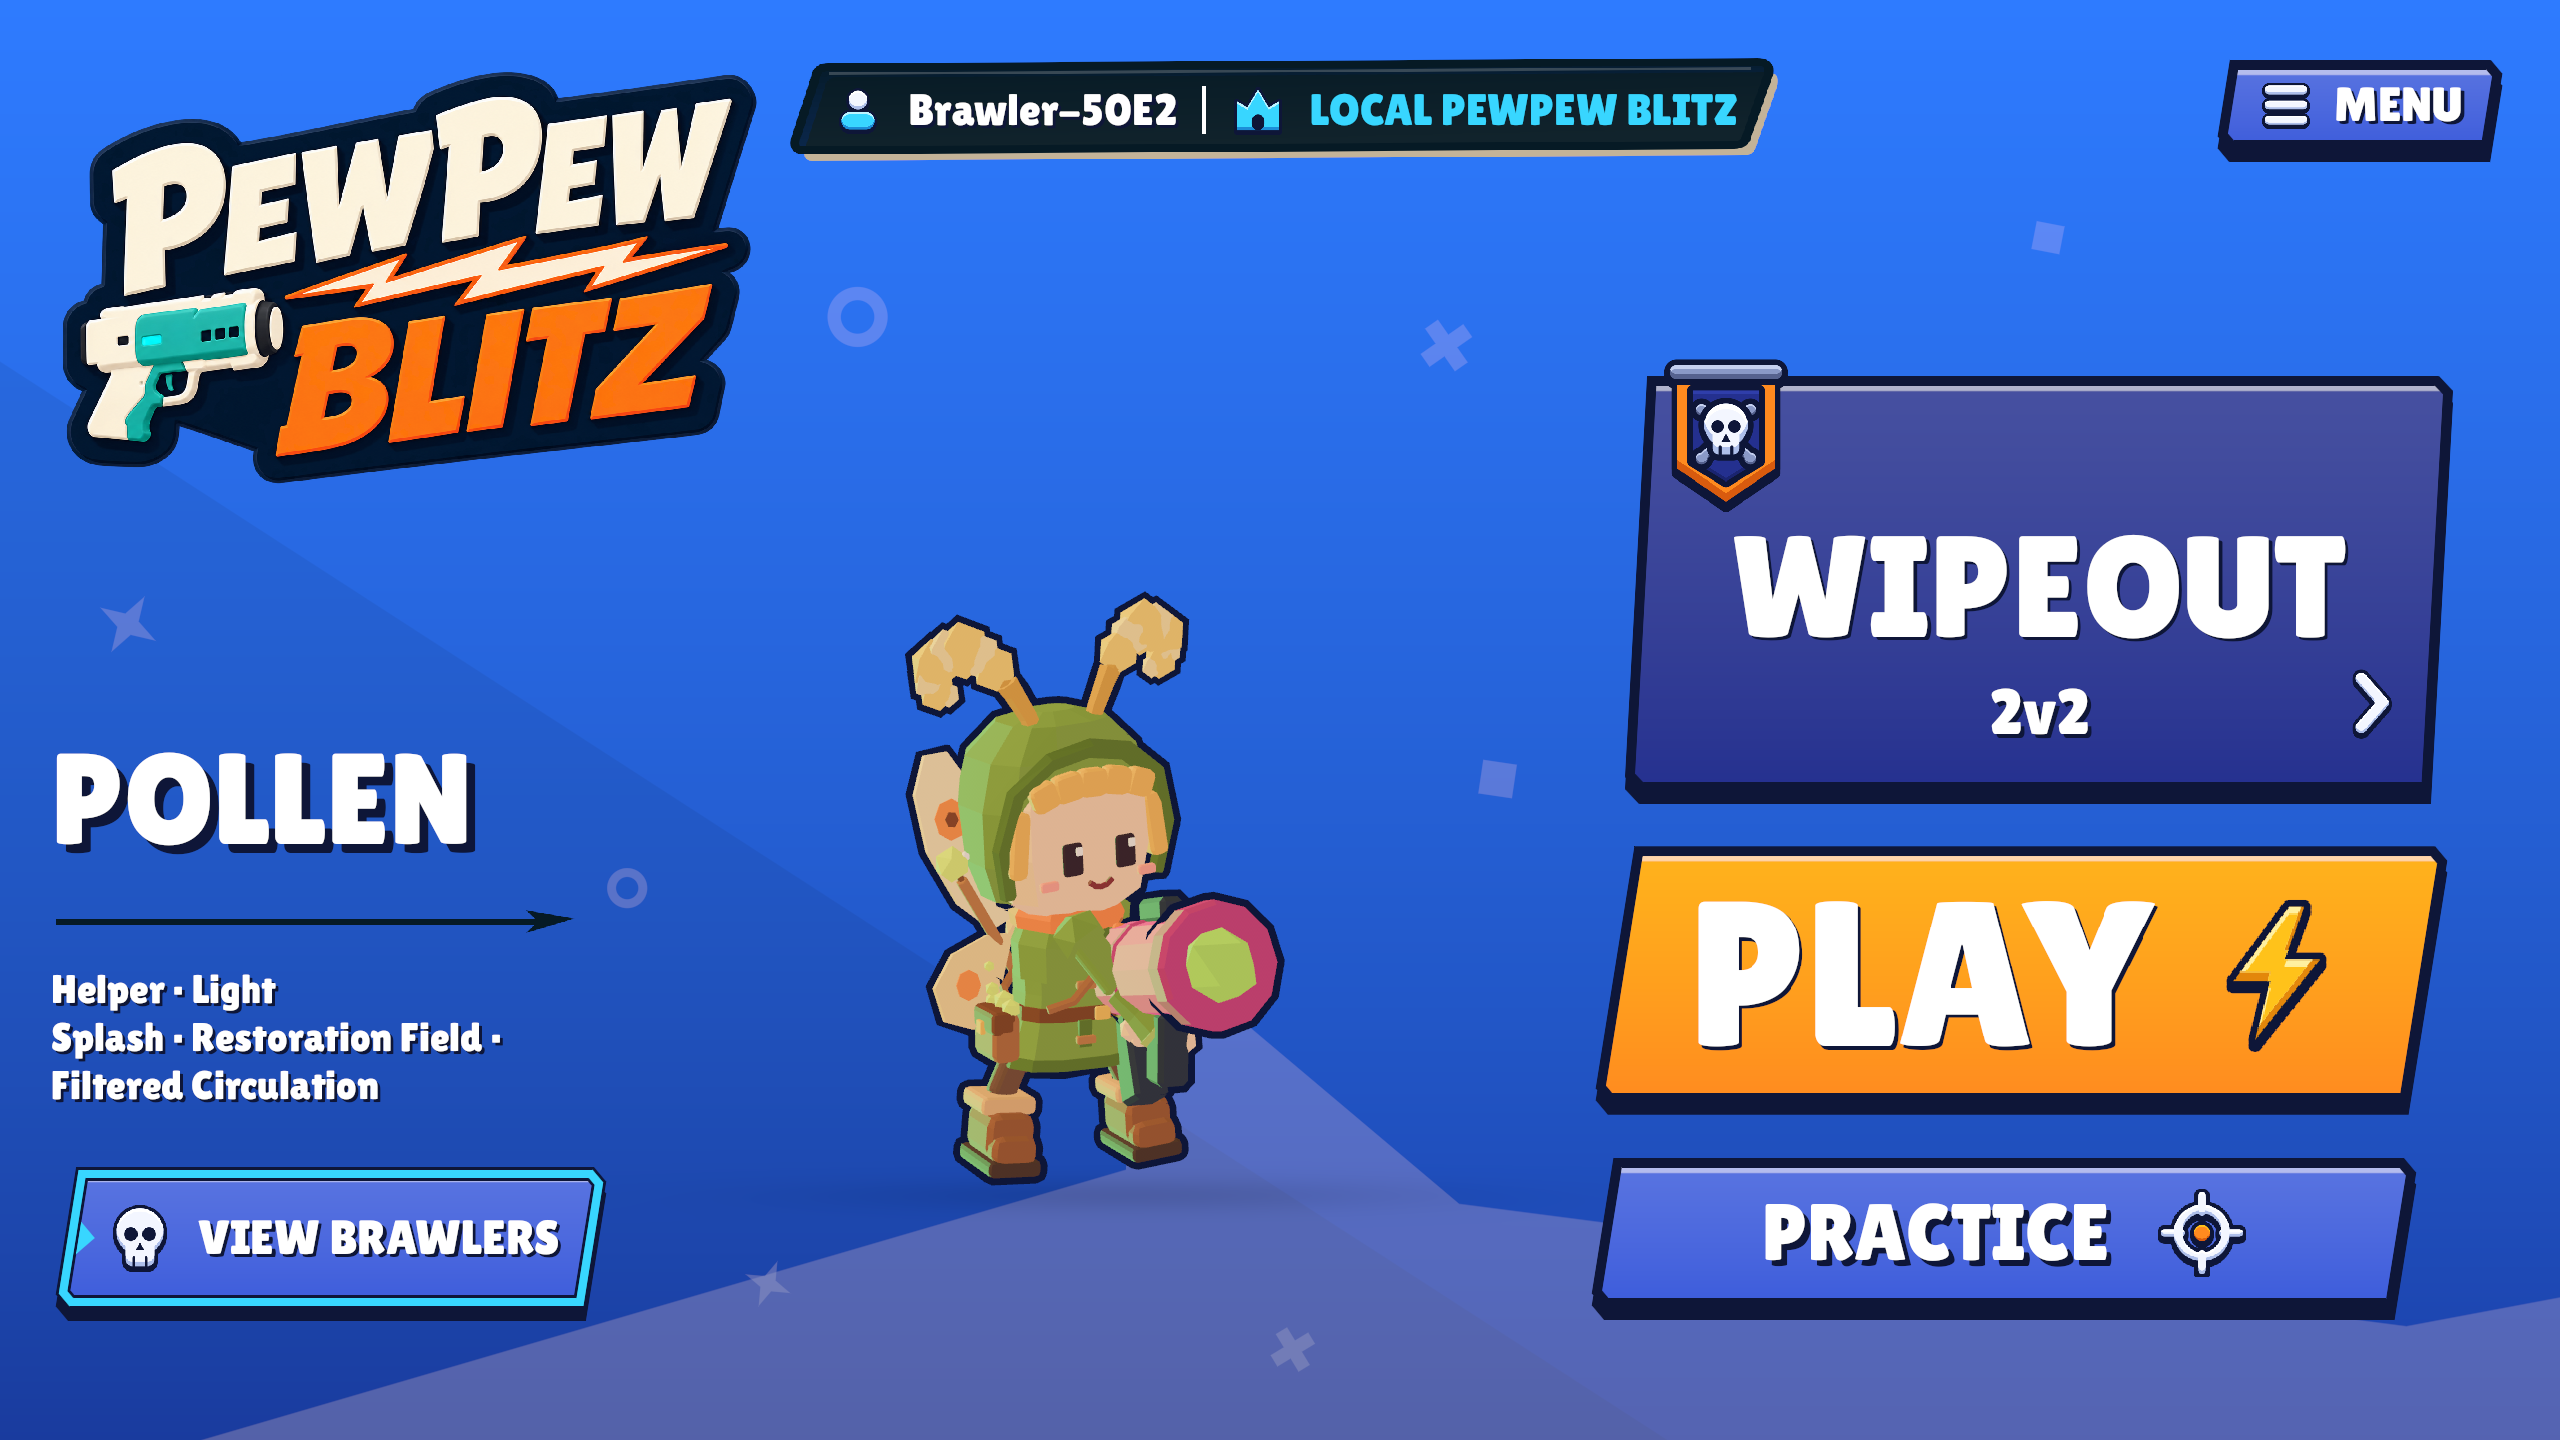 PEWPEW
BLITZ
Brawler-50E2
LOCAL PEWPEW BLITZ
MENU
WIPEOUT
2v2
POLLEN
Helper · Light
Splash · Restoration Field ·
Filtered Circulation
VIEW BRAWLERS
PLAY
PRACTICE